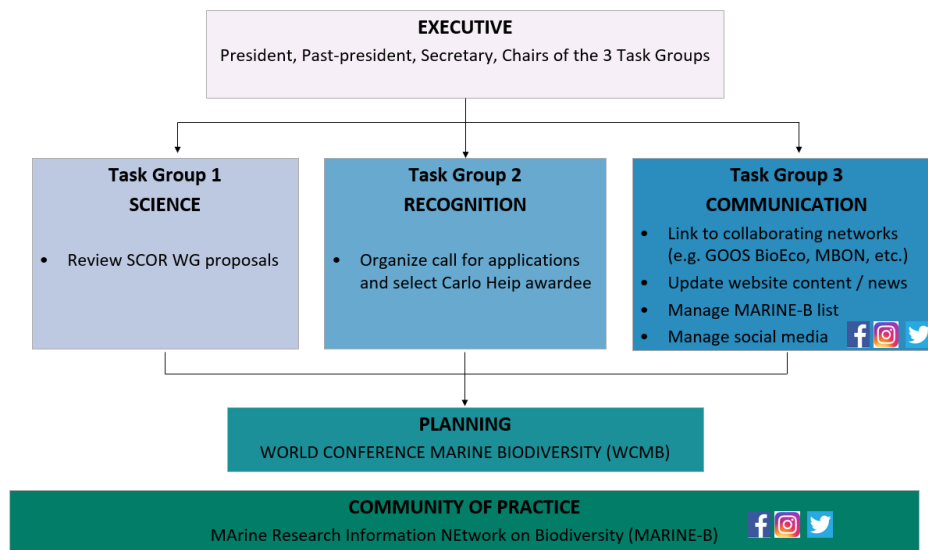 EXECUTIVE
President, Past-president, Secretary, Chairs of the 3 Task Groups
Task Group 1
SCIENCE
• Review SCOR WG proposals
Task Group 2
RECOGNITION
• Organize call for applications
and select Carlo Heip awardee
Task Group 3
COMMUNICATION
• Link to collaborating networks
(e.g. GOOS BioEco, MBON, etc.)
• Update website content / news
• Manage MARINE-B list
• Manage social media
PLANNING
WORLD CONFERENCE MARINE BIODIVERSITY (WCMB)
COMMUNITY OF PRACTICE
MArine Research Information NEtwork on Biodiversity (MARINE-B)